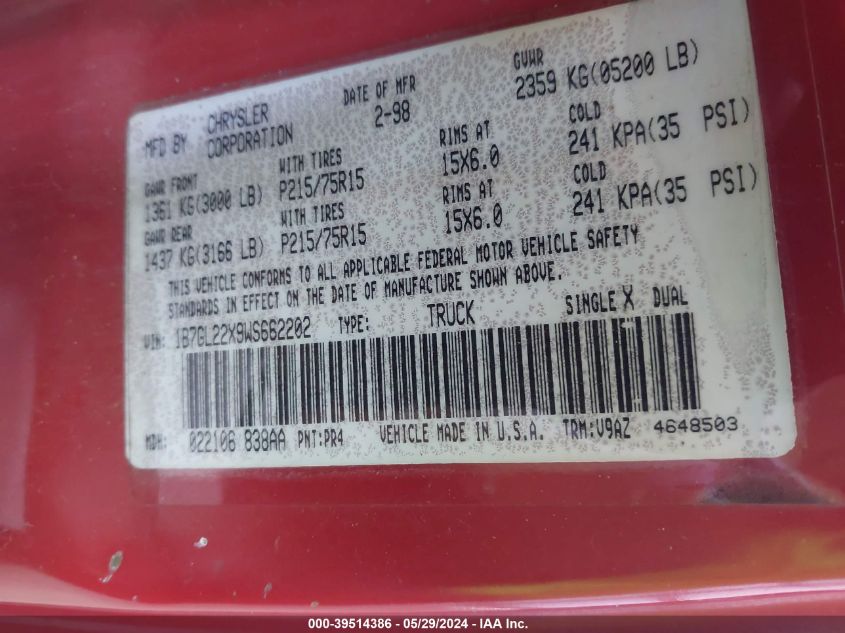 MFD BY CHRYSLER CORPORATION DATE OF MFR 2-98 GVWR 2359 KG(05200 LB)
GAWR FRONT WITH TIRES RIMS AT COLD
1361 KG(3000 LB) P215/75R15 15X6.0 241 KPA(35 PSI)
GAWR REAR WITH TIRES RIMS AT COLD
1437 KG(3166 LB) P215/75R15 15X6.0 241 KPA(35 PSI)
THIS VEHICLE CONFORMS TO ALL APPLICABLE FEDERAL MOTOR VEHICLE SAFETY
STANDARDS IN EFFECT ON THE DATE OF MANUFACTURE SHOWN ABOVE.
VIN: 1B7GL22X9WS662202 TYPE: TRUCK SINGLE X DUAL
MDH: 022106 838AA PNT:PR4 VEHICLE MADE IN U.S.A. TRM:V9AZ 4648503
000-39514386 - 05/29/2024 - IAA Inc.